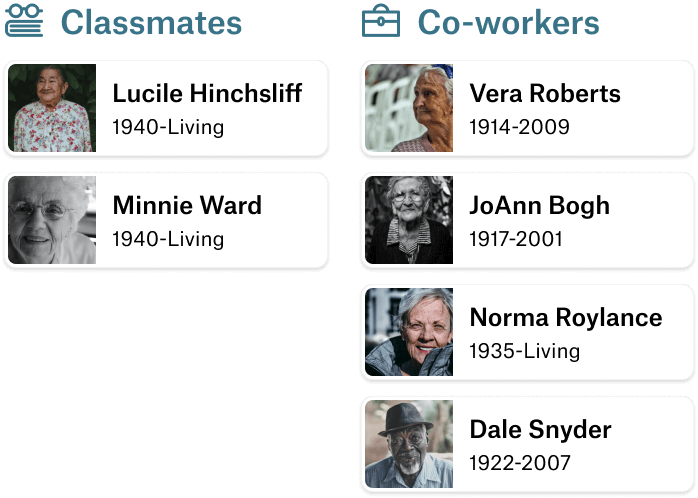 Classmates
Lucile Hinchsliff
1940-Living
Minnie Ward
1940-Living
Co-workers
Vera Roberts
1914-2009
JoAnn Bogh
1917-2001
Norma Roylance
1935-Living
Dale Snyder
1922-2007